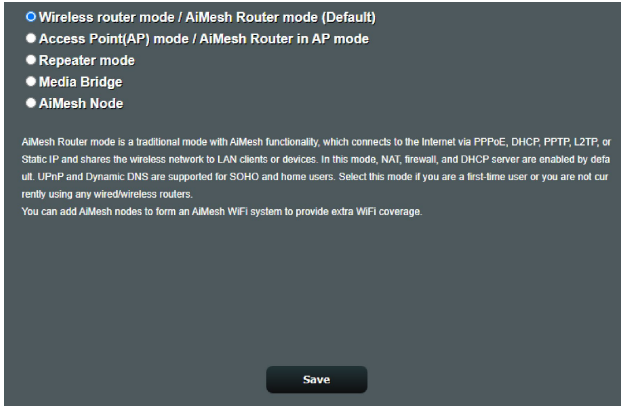 Wireless router mode / AiMesh Router mode (Default)
Access Point(AP) mode / AiMesh Router in AP mode
Repeater mode
Media Bridge
AiMesh Node
AiMesh Router mode is a traditional mode with AiMesh functionality, which connects to the Internet via PPPoE, DHCP, PPTP, L2TP, or
Static IP and shares the wireless network to LAN clients or devices. In this mode, NAT, firewall, and DHCP server are enabled by defa
ult. UPnP and Dynamic DNS are supported for SOHO and home users. Select this mode if you are a first-time user or you are not cur
rently using any wired/wireless routers.
You can add AiMesh nodes to form an AiMesh WiFi system to provide extra WiFi coverage.
Save